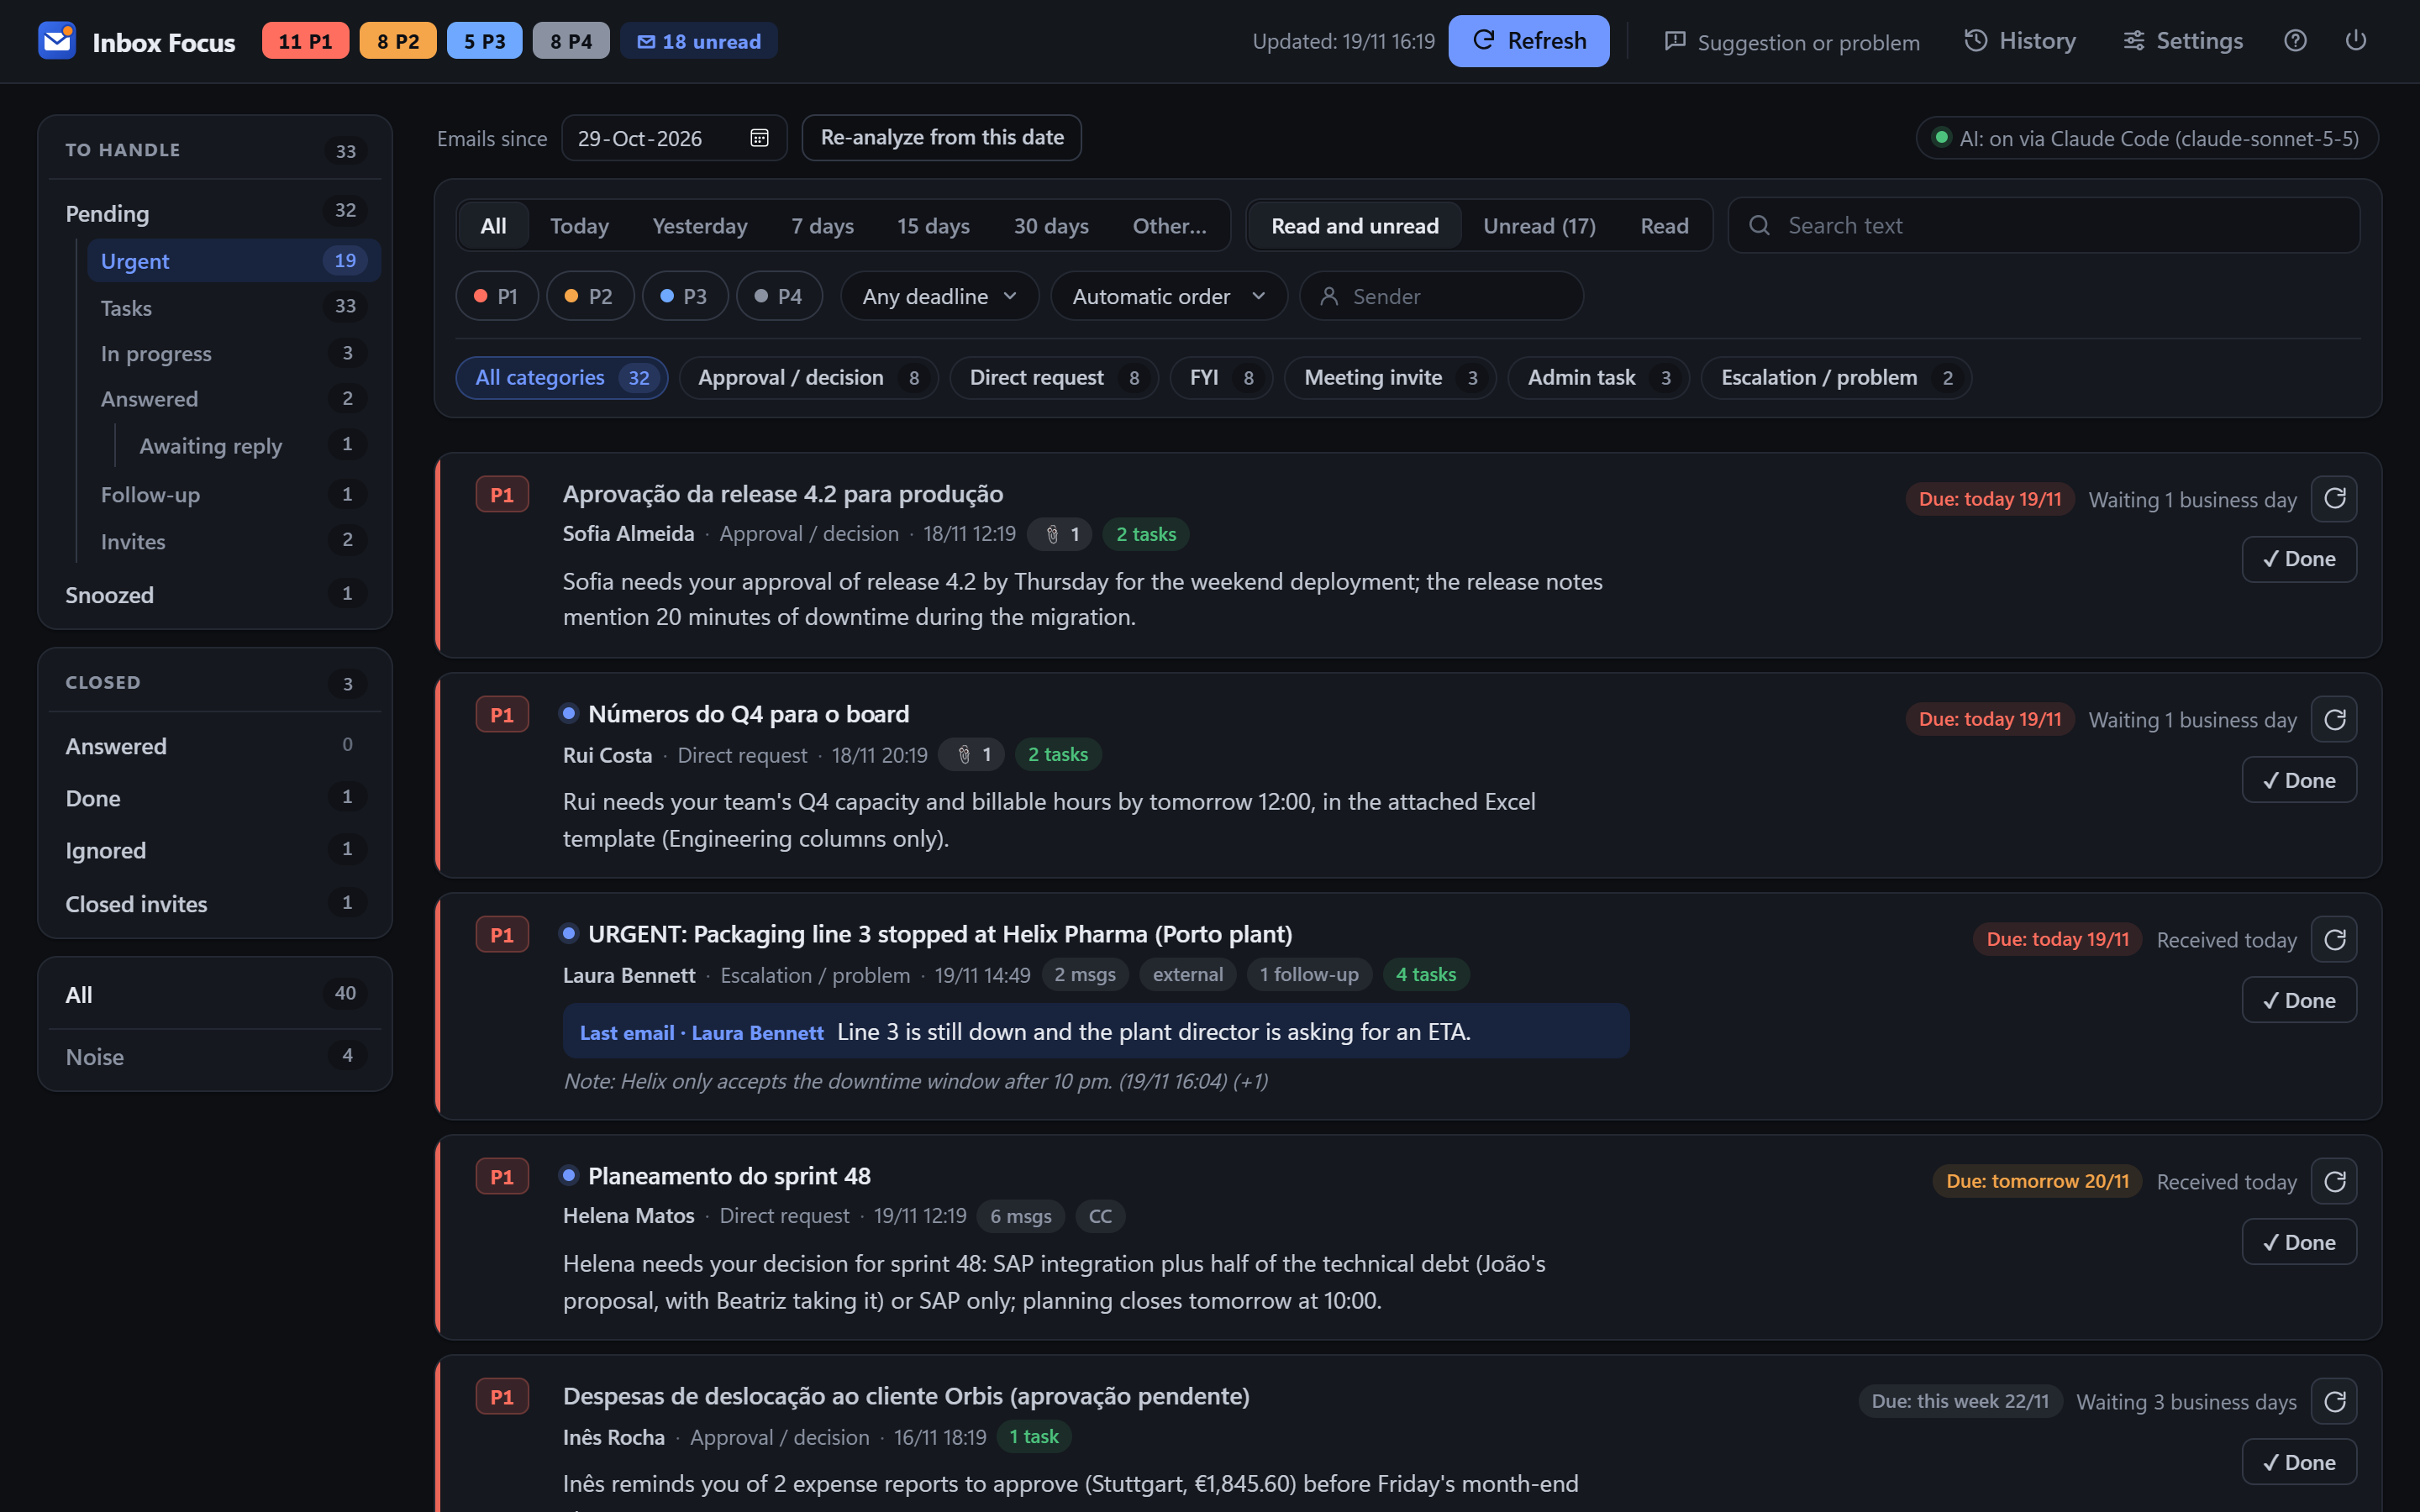 Inbox Focus 11 P1 8 P2 5 P3 8 P4 18 unread Updated: 19/11 16:19 Refresh Suggestion or problem History Settings
TO HANDLE 33
Pending 32
Urgent 19
Tasks 33
In progress 3
Answered 2
Awaiting reply 1
Follow-up 1
Invites 2
Snoozed 1
CLOSED 3
Answered 0
Done 1
Ignored 1
Closed invites 1
All 40
Noise 4
Emails since 29-Oct-2026 Re-analyze from this date AI: on via Claude Code (claude-sonnet-5-5)
All Today Yesterday 7 days 15 days 30 days Other... Read and unread Unread (17) Read Search text
P1 P2 P3 P4 Any deadline Automatic order Sender
All categories 32 Approval / decision 8 Direct request 8 FYI 8 Meeting invite 3 Admin task 3 Escalation / problem 2
P1 Aprovação da release 4.2 para produção Due: today 19/11 Waiting 1 business day
Sofia Almeida · Approval / decision · 18/11 12:19 1 2 tasks
✓ Done
Sofia needs your approval of release 4.2 by Thursday for the weekend deployment; the release notes
mention 20 minutes of downtime during the migration.
P1 Números do Q4 para o board Due: today 19/11 Waiting 1 business day
Rui Costa · Direct request · 18/11 20:19 1 2 tasks
✓ Done
Rui needs your team's Q4 capacity and billable hours by tomorrow 12:00, in the attached Excel
template (Engineering columns only).
P1 URGENT: Packaging line 3 stopped at Helix Pharma (Porto plant) Due: today 19/11 Received today
Laura Bennett · Escalation / problem · 19/11 14:49 2 msgs external 1 follow-up 4 tasks
✓ Done
Last email · Laura Bennett Line 3 is still down and the plant director is asking for an ETA.
Note: Helix only accepts the downtime window after 10 pm. (19/11 16:04) (+1)
P1 Planeamento do sprint 48 Due: tomorrow 20/11 Received today
Helena Matos · Direct request · 19/11 12:19 6 msgs CC
✓ Done
Helena needs your decision for sprint 48: SAP integration plus half of the technical debt (João's
proposal, with Beatriz taking it) or SAP only; planning closes tomorrow at 10:00.
P1 Despesas de deslocação ao cliente Orbis (aprovação pendente) Due: this week 22/11 Waiting 3 business days
Inês Rocha · Approval / decision · 16/11 18:19 1 task
✓ Done
Inês reminds you of 2 expense reports to approve (Stuttgart, €1,845.60) before Friday's month-end